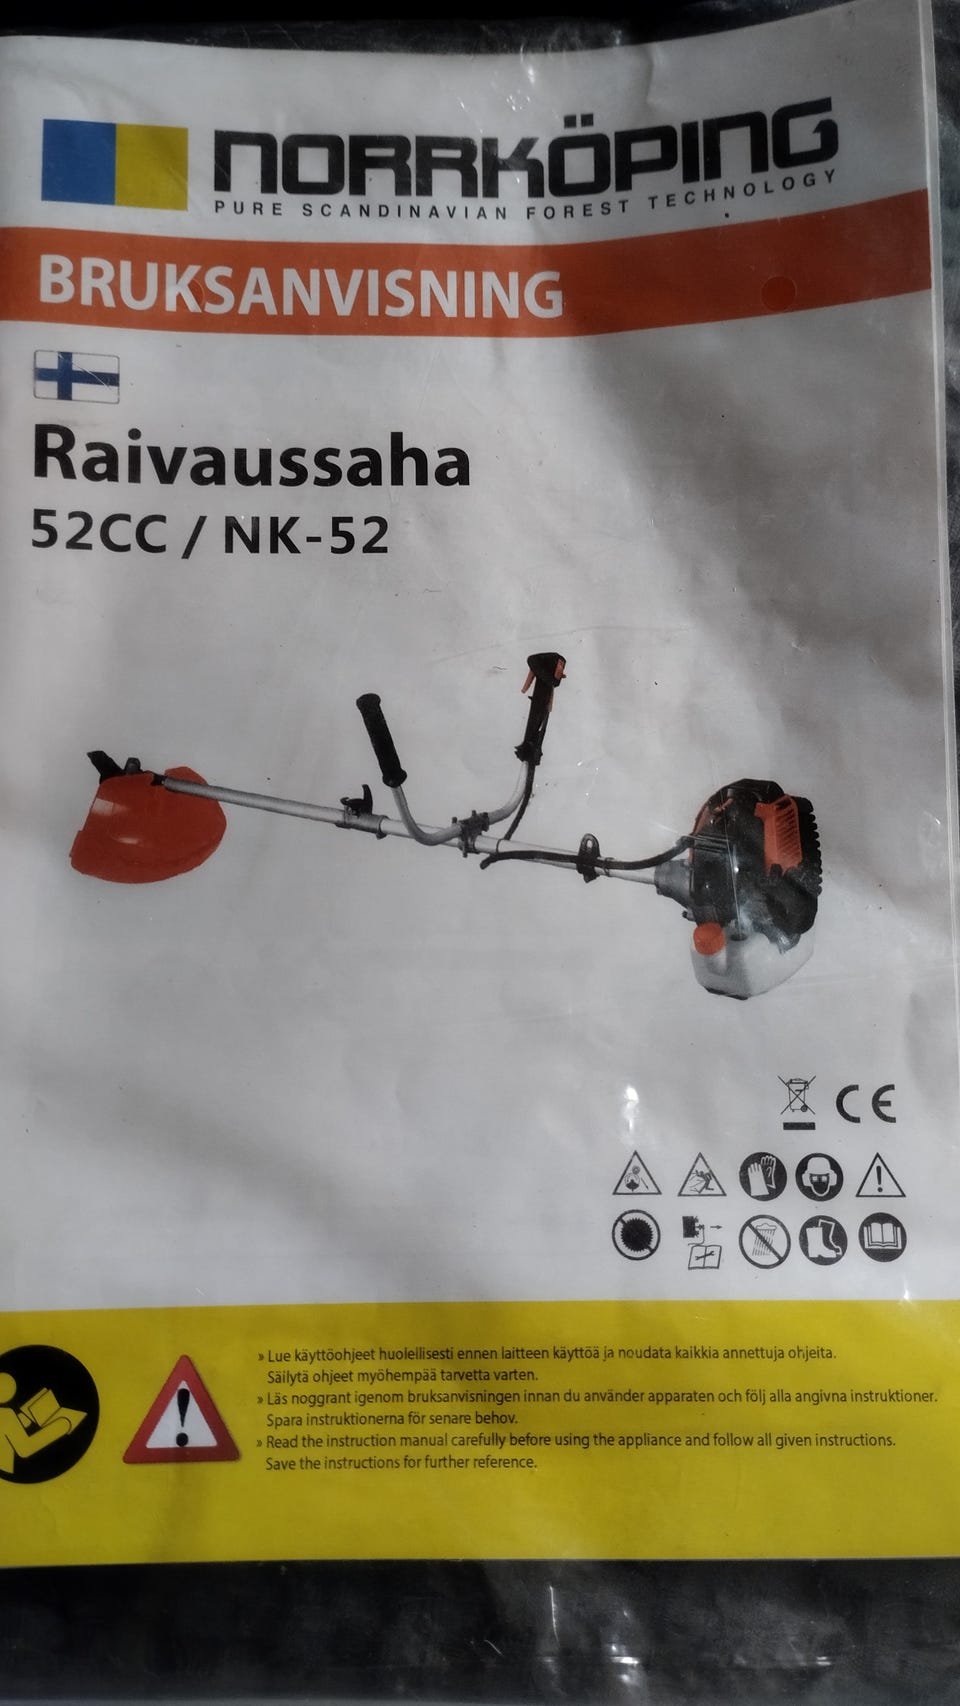 NORRKÖPING
PURE SCANDINAVIAN FOREST TECHNOLOGY
BRUKSANVISNING
Raivaussaha
52CC / NK-52
CE
» Lue käyttöohjeet huolellisesti ennen laitteen käyttöä ja noudata kaikkia annettuja ohjeita.
Säilytä ohjeet myöhempää tarvetta varten.
» Läs noggrant igenom bruksanvisningen innan du använder apparaten och följ alla angivna instruktioner.
Spara instruktionerna för senare behov.
» Read the instruction manual carefully before using the appliance and follow all given instructions.
Save the instructions for further reference.